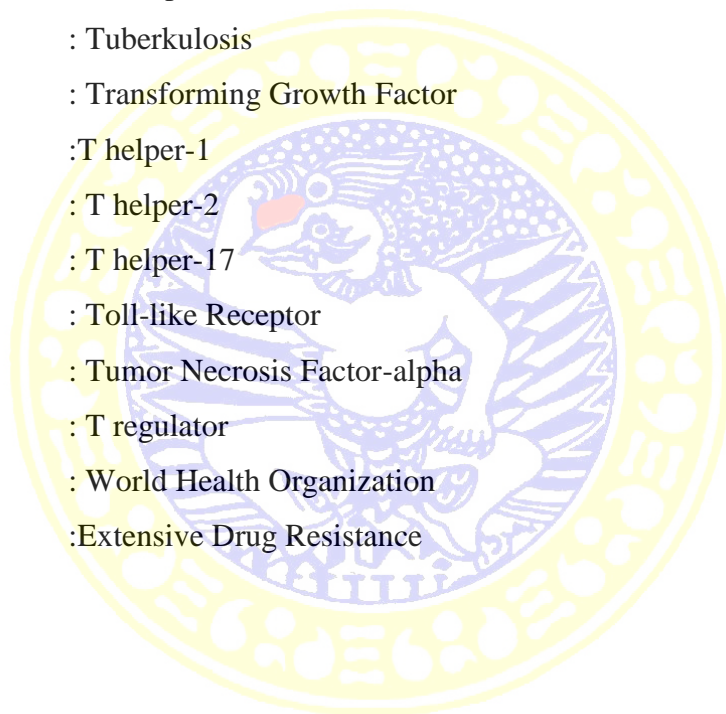 : Tuberkulosis
: Transforming Growth Factor
:T helper-1
: T helper-2
: T helper-17
: Toll-like Receptor
: Tumor Necrosis Factor-alpha
: T regulator
: World Health Organization
:Extensive Drug Resistance